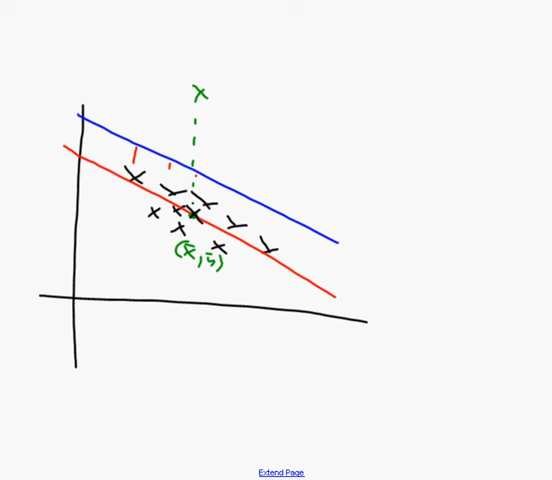 x
(x̄, ȳ)
Extend Page